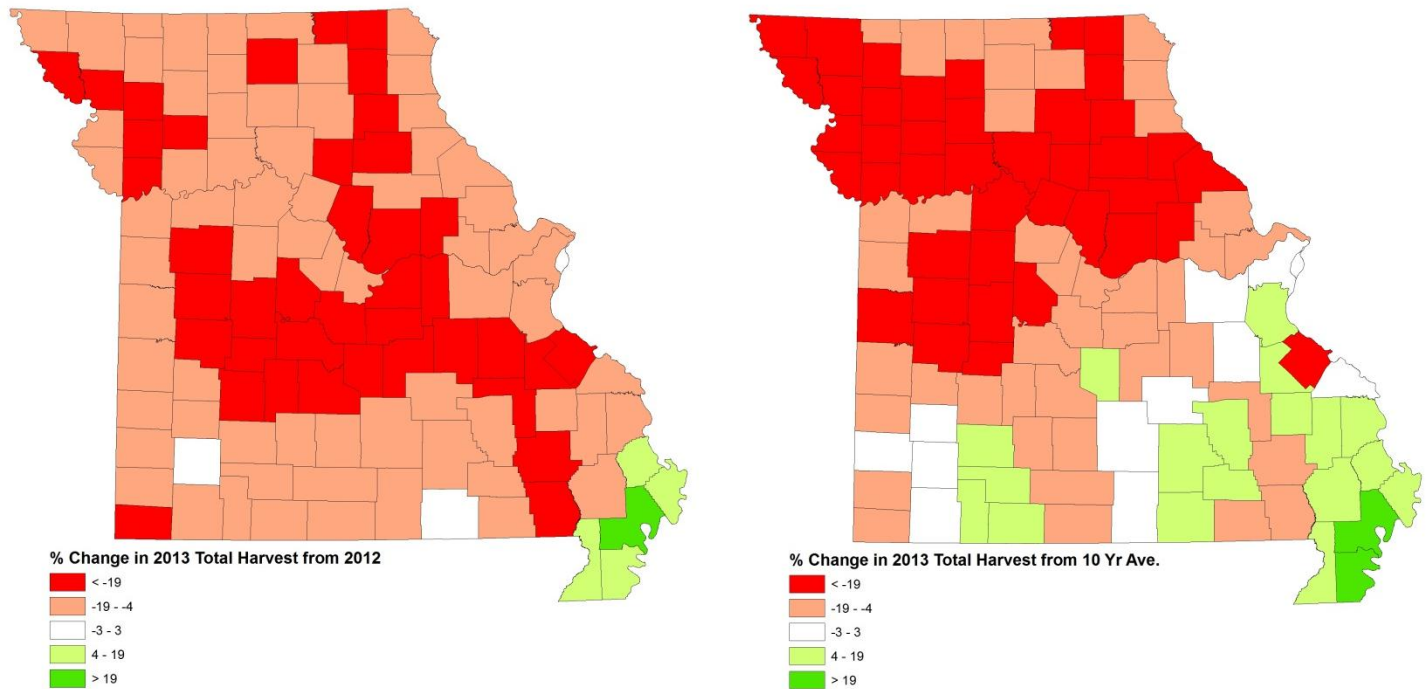 % Change in 2013 Total Harvest from 2012
< -19
-19 - -4
-3 - 3
4 - 19
> 19
% Change in 2013 Total Harvest from 10 Yr Ave.
< -19
-19 - -4
-3 - 3
4 - 19
> 19